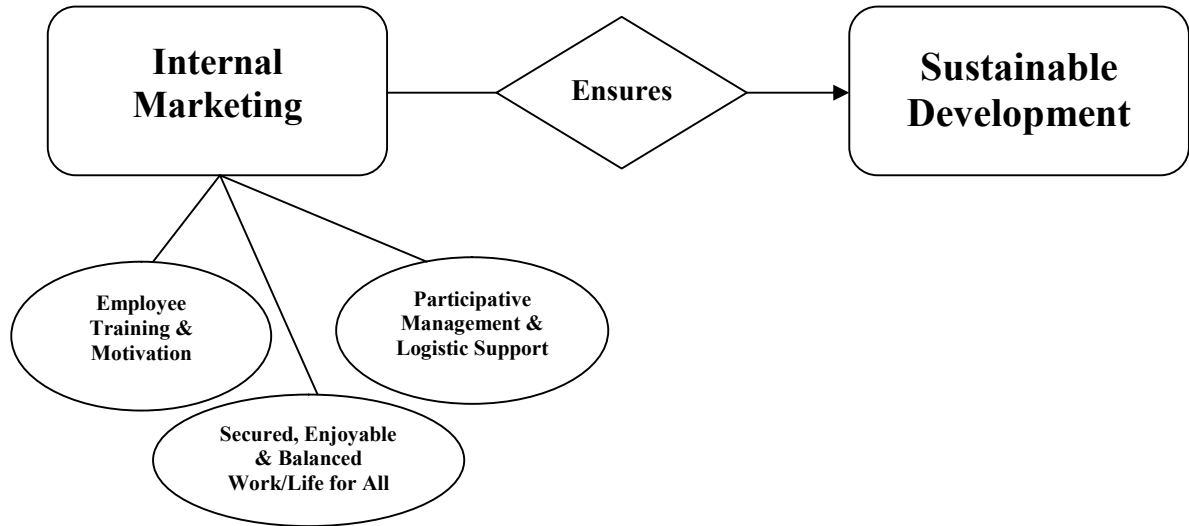 Internal
Marketing
Ensures
Sustainable
Development
Employee
Training &
Motivation
Participative
Management &
Logistic Support
Secured, Enjoyable
& Balanced
Work/Life for All